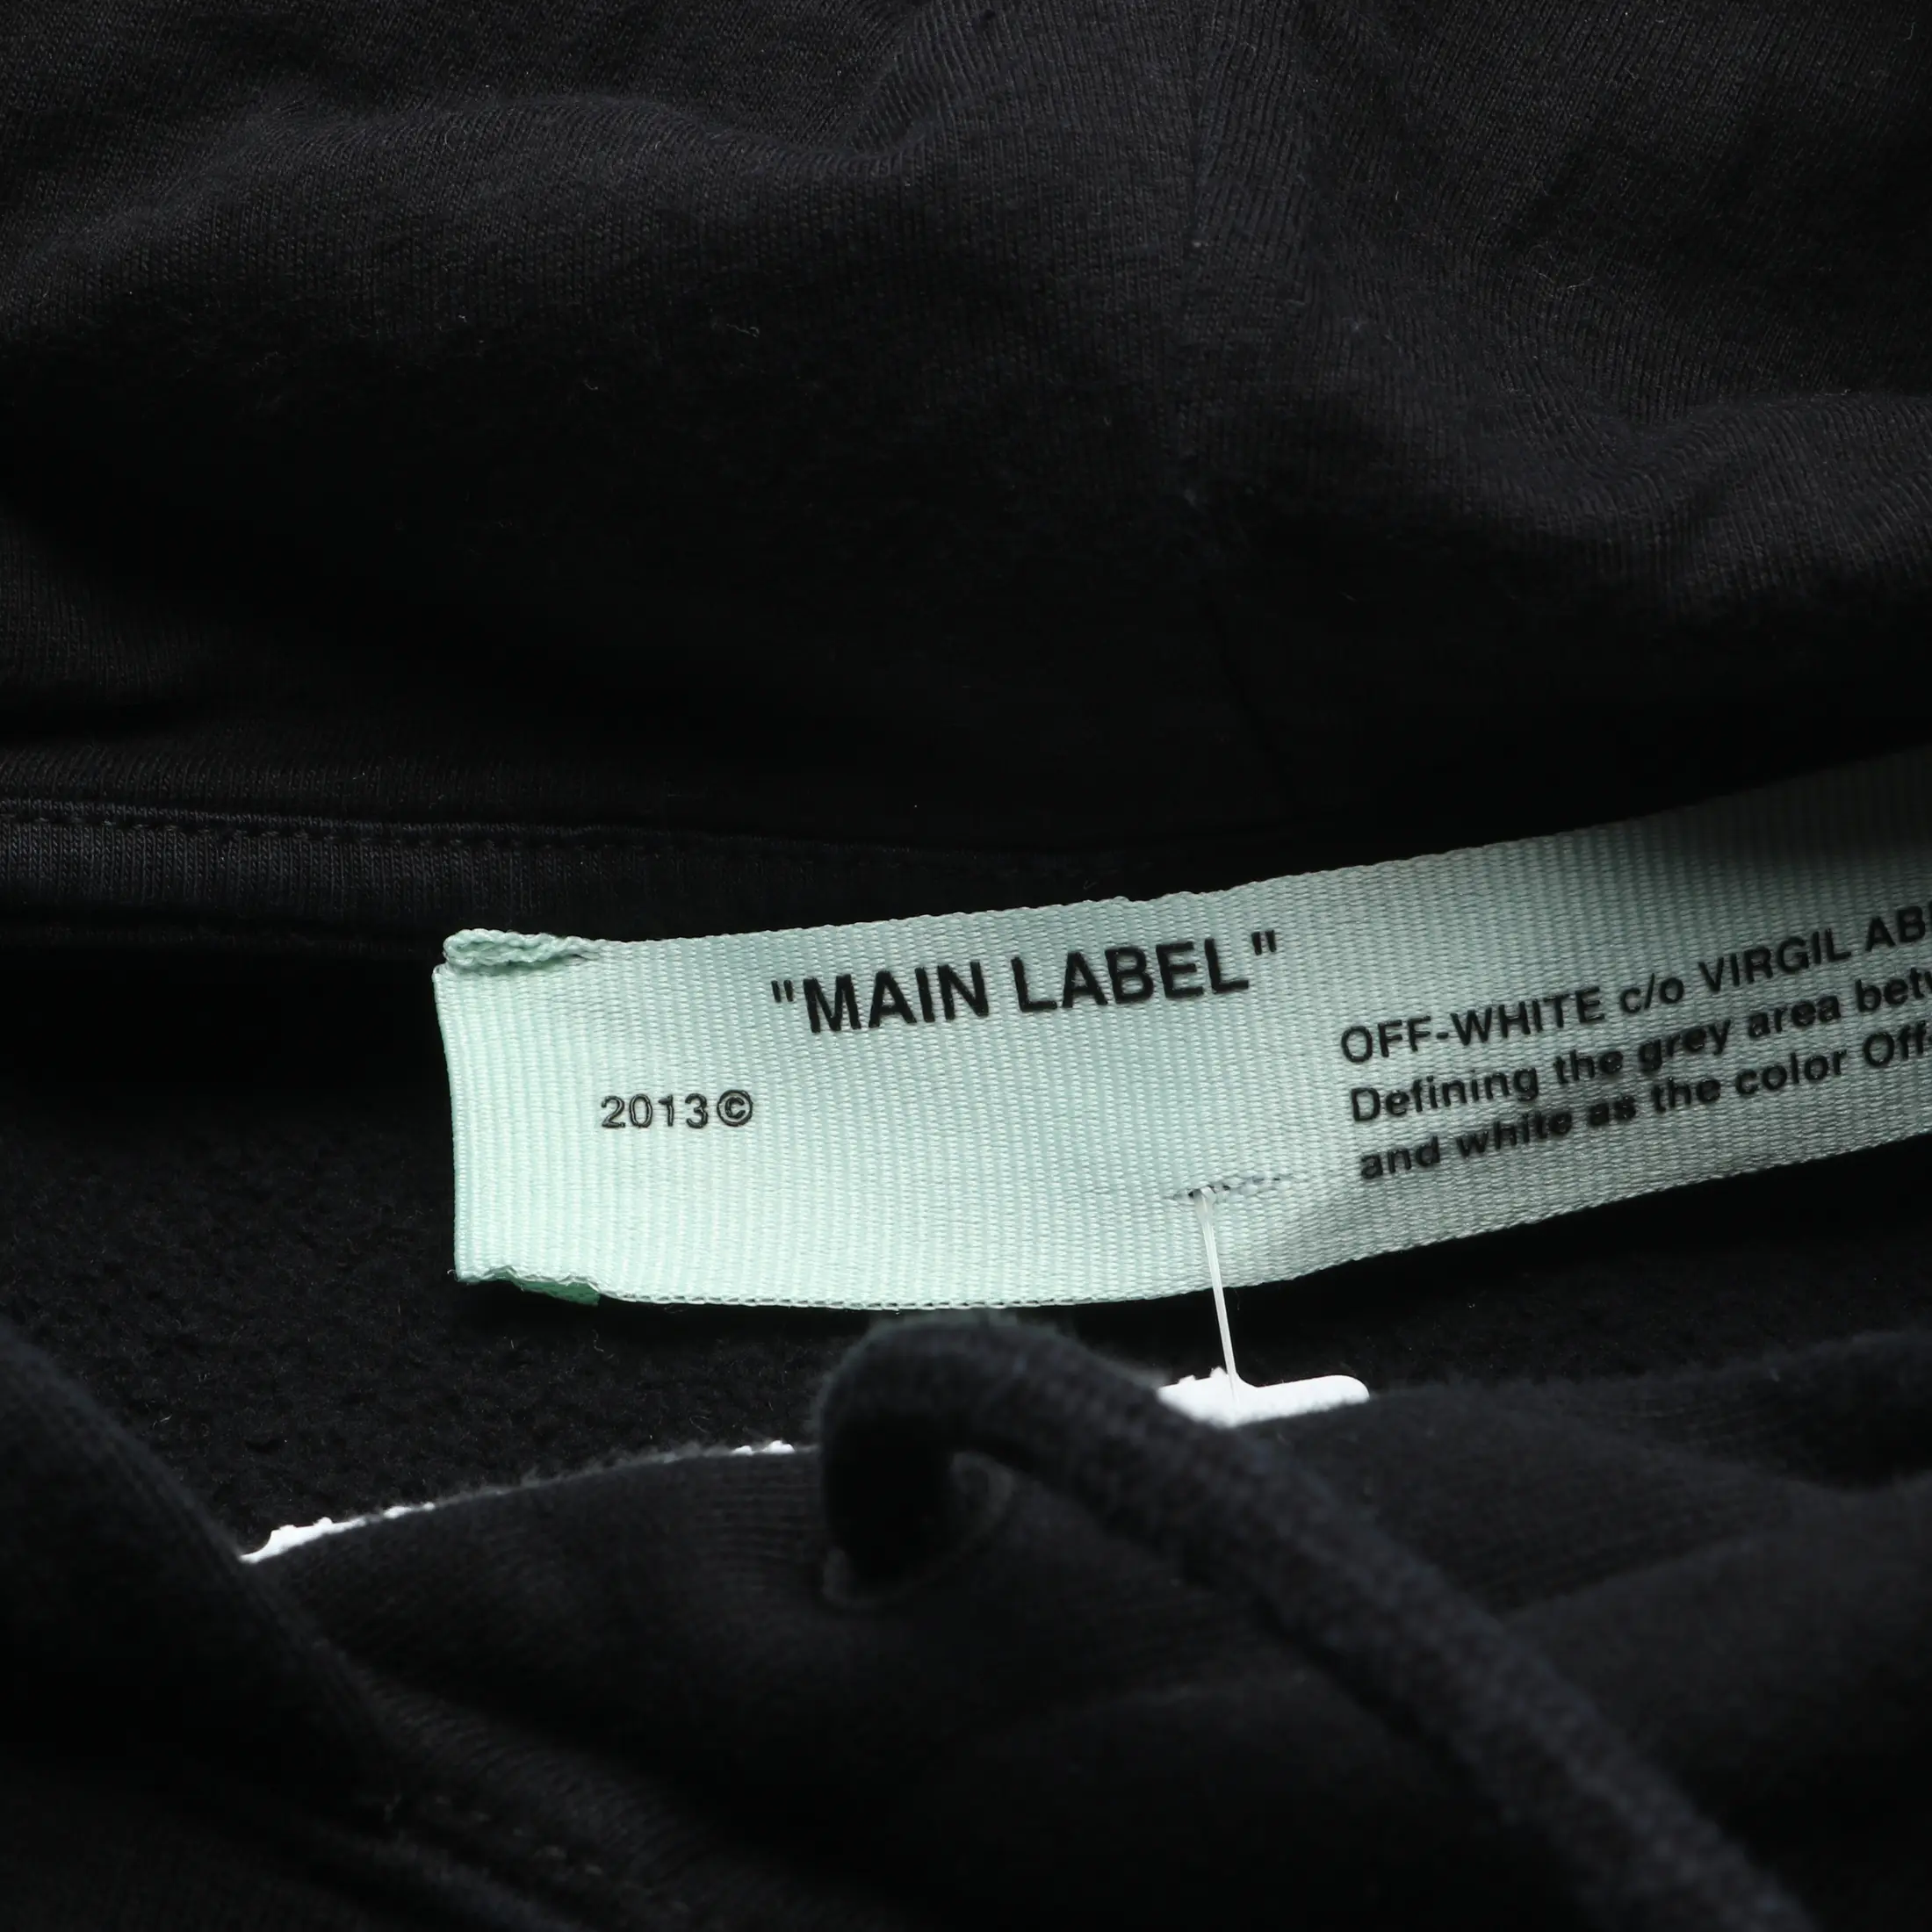 "MAIN LABEL"
2013©
OFF-WHITE c/o VIRGIL
Defining the grey area
and white as the color